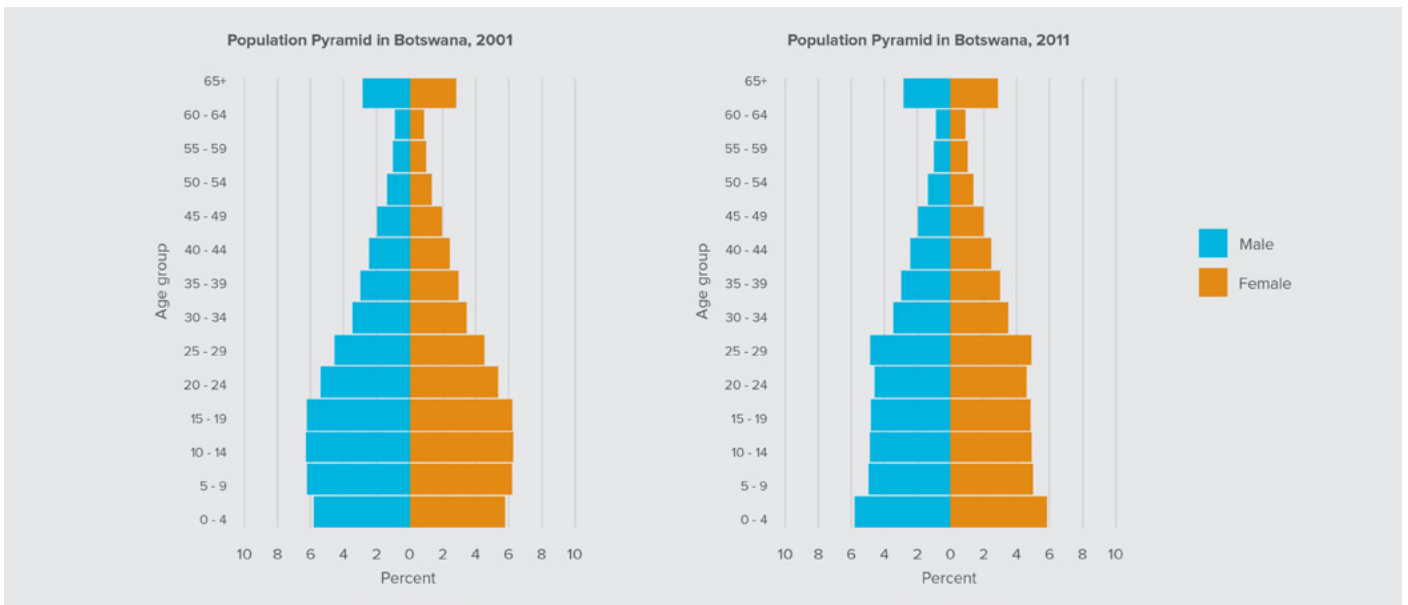 Population Pyramid in Botswana, 2001
65+
60 - 64
55 - 59
50 - 54
45 - 49
40 - 44
35 - 39
30 - 34
25 - 29
20 - 24
15 - 19
10 - 14
5 - 9
0 - 4
Age group
10 8 6 4 2 0 2 4 6 8 10
Percent
Population Pyramid in Botswana, 2011
65+
60 - 64
55 - 59
50 - 54
45 - 49
40 - 44
35 - 39
30 - 34
25 - 29
20 - 24
15 - 19
10 - 14
5 - 9
0 - 4
Age group
10 8 6 4 2 0 2 4 6 8 10
Percent
Male
Female